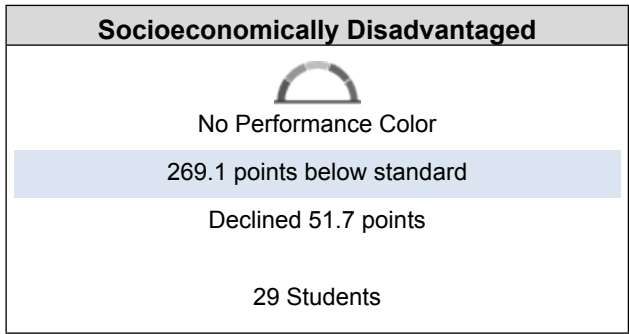 Socioeconomically Disadvantaged
No Performance Color
269.1 points below standard
Declined 51.7 points
29 Students